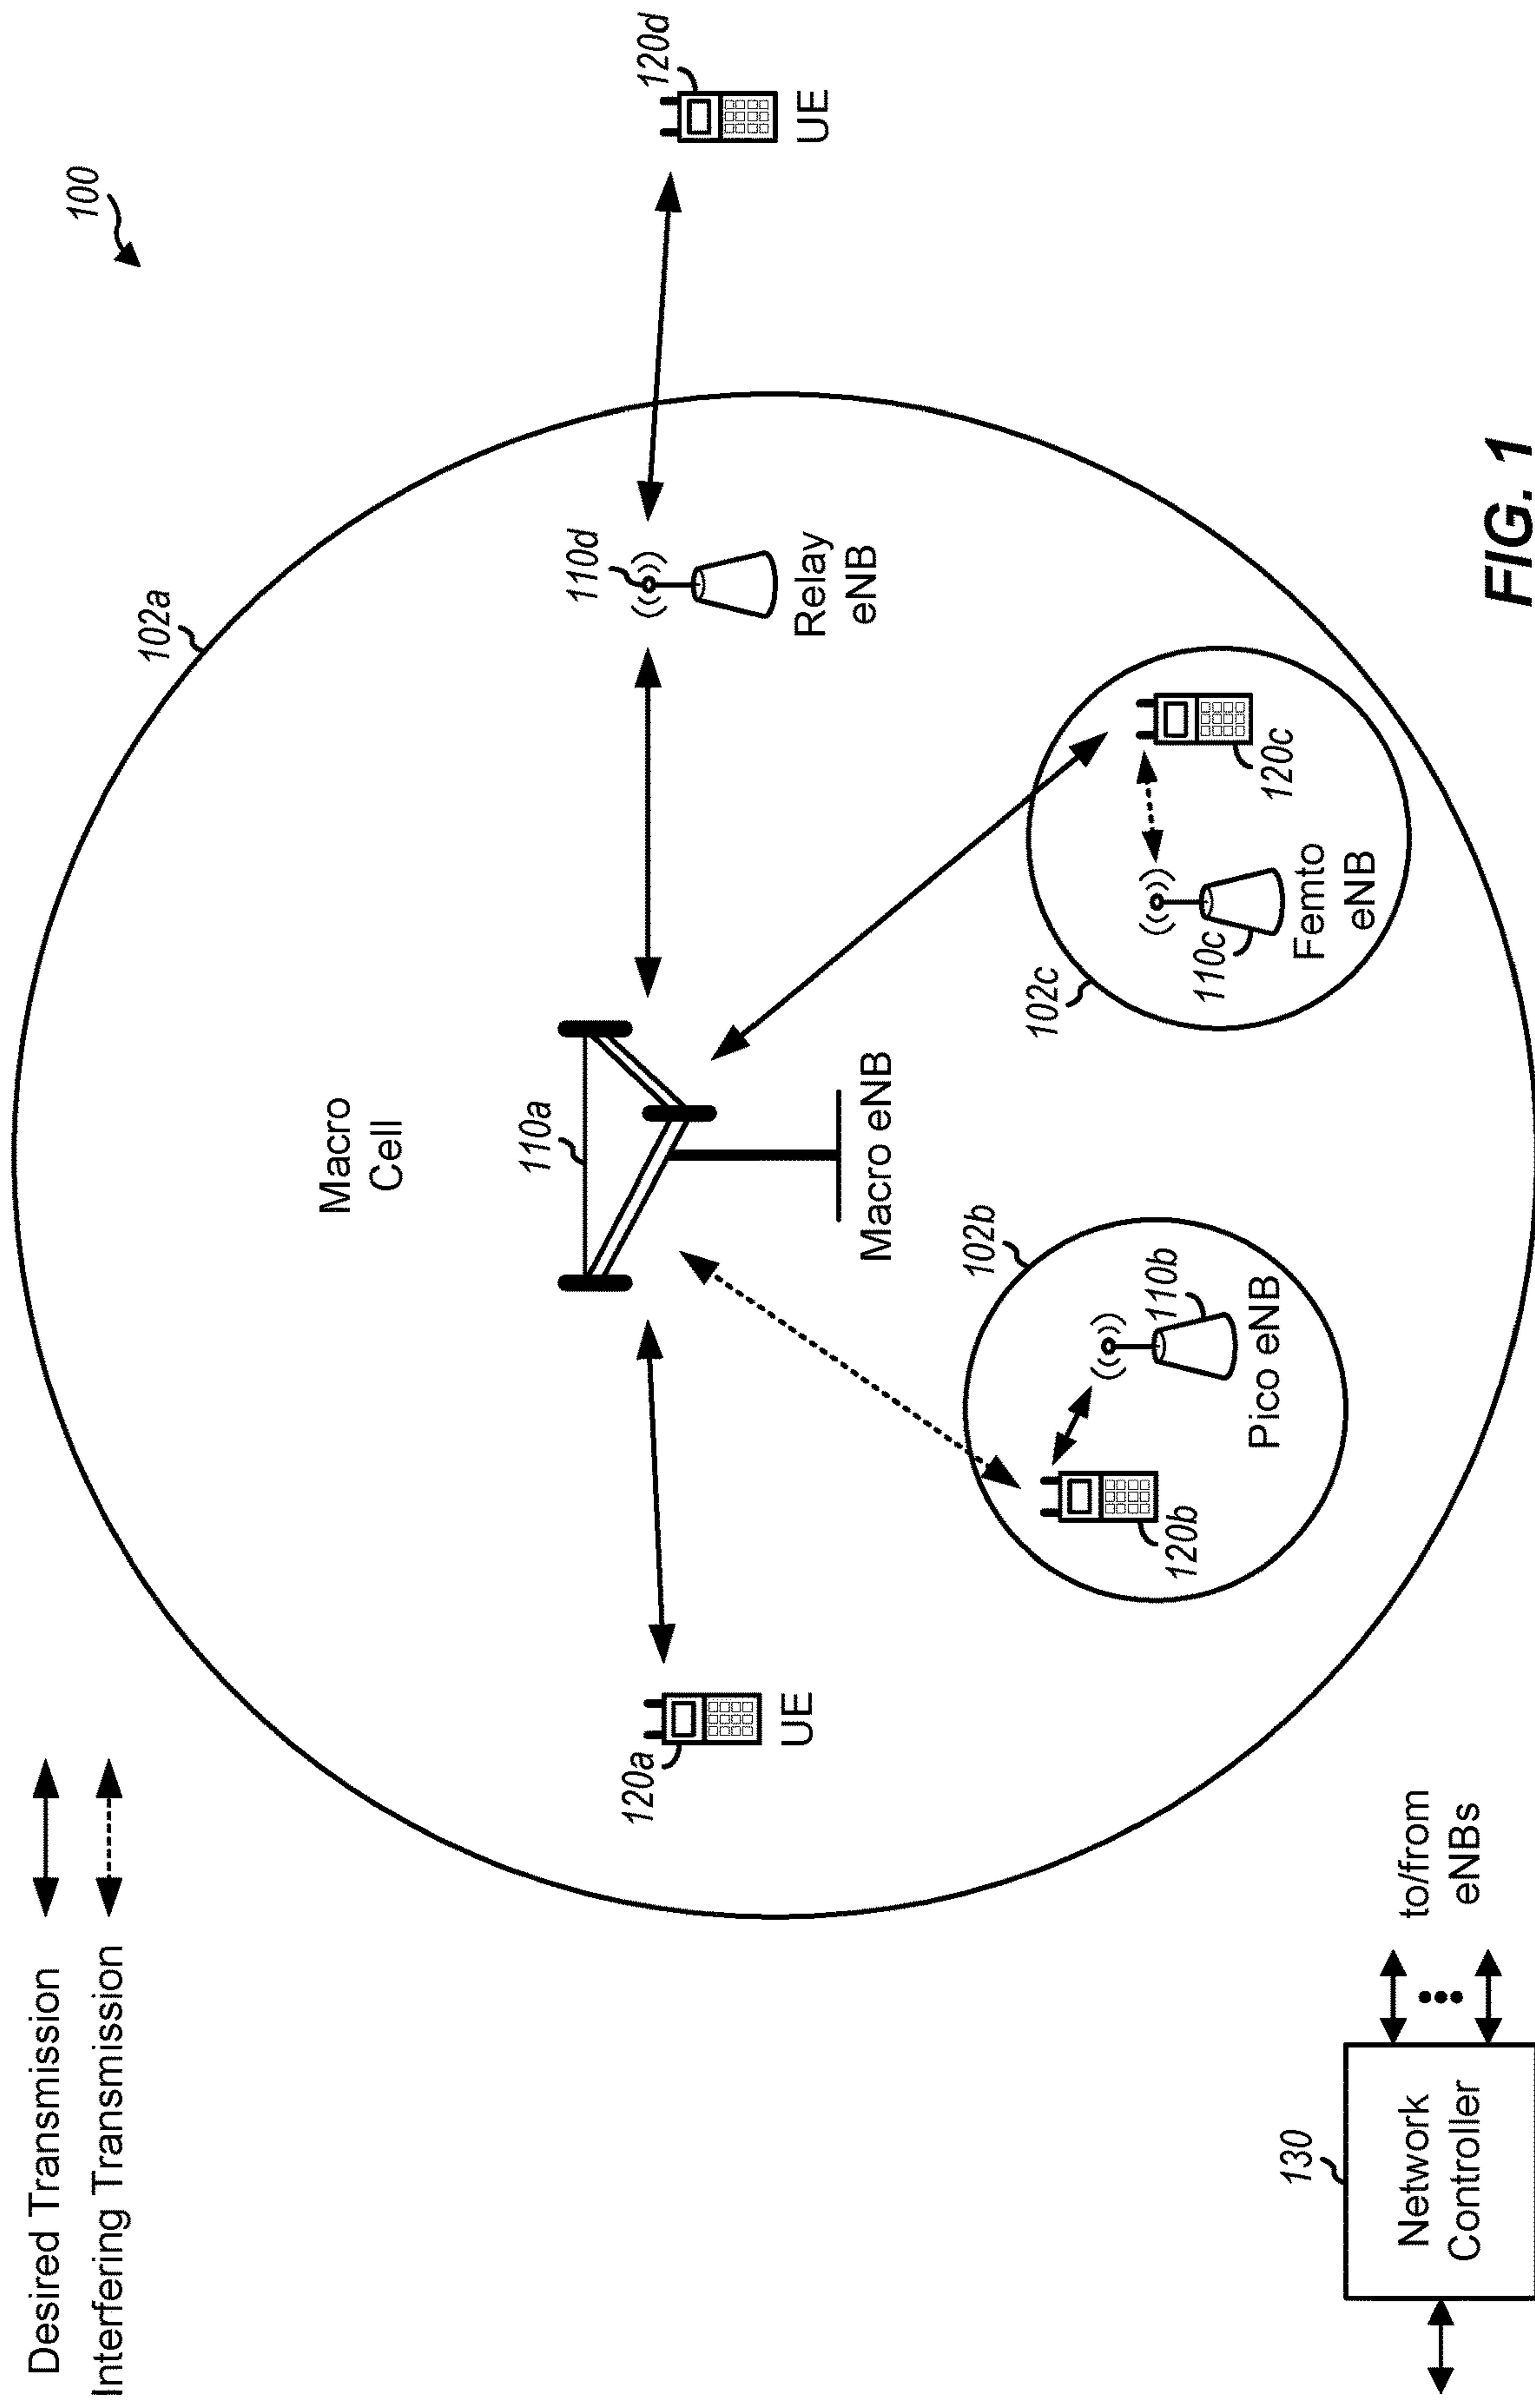 Desired Transmission
Interfering Transmission
100
102a
Macro
Cell
110a
110d
120d
120a
UE
Macro eNB
Relay
eNB
UE
102b
110b
120b
Pico eNB
102c
110c
120c
Femto
eNB
130
Network
Controller
to/from
eNBs
FIG. 1